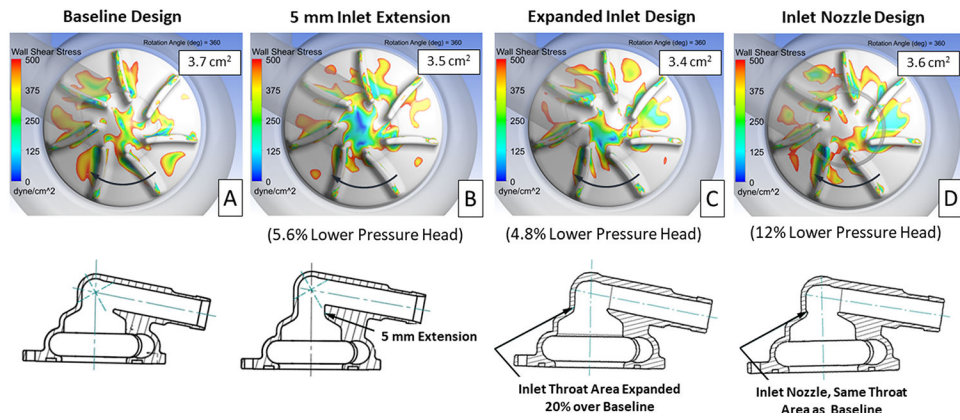 Baseline Design
5 mm Inlet Extension
Expanded Inlet Design
Inlet Nozzle Design
Wall Shear Stress
Rotation Angle (deg) = 360
500
375
250
125
0
dyne/cm^2
3.7 cm²
A
Wall Shear Stress
Rotation Angle (deg) = 360
500
375
250
125
0
dyne/cm^2
3.5 cm²
B
Wall Shear Stress
Rotation Angle (deg) = 360
500
375
250
125
0
dyne/cm^2
3.4 cm²
C
Wall Shear Stress
Rotation Angle (deg) = 360
500
375
250
125
0
dyne/cm^2
3.6 cm²
D
(5.6% Lower Pressure Head)
(4.8% Lower Pressure Head)
(12% Lower Pressure Head)
5 mm Extension
Inlet Throat Area Expanded
20% over Baseline
Inlet Nozzle, Same Throat
Area as Baseline